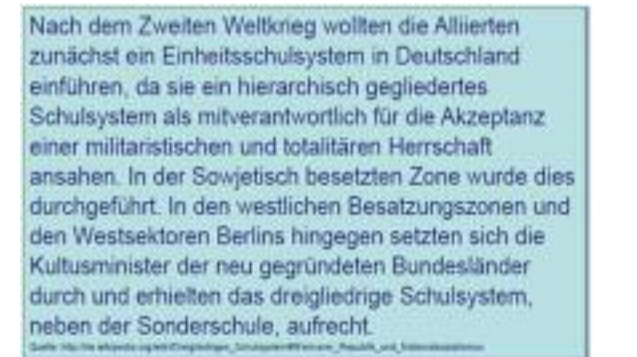 Nach dem Zweiten Weltkrieg wollten die Alliierten
zunächst ein Einheitsschulsystem in Deutschland
einführen, da sie ein hierarchisch gegliedertes
Schulsystem als mitverantwortlich für die Akzeptanz
einer militaristischen und totalitären Herrschaft
ansahen. In der Sowjetisch besetzten Zone wurde dies
durchgeführt. In den westlichen Besatzungszonen und
den Westsektoren Berlins hingegen setzten sich die
Kultusminister der neu gegründeten Bundesländer
durch und erhielten das dreigliedrige Schulsystem,
neben der Sonderschule, aufrecht.
Quelle: